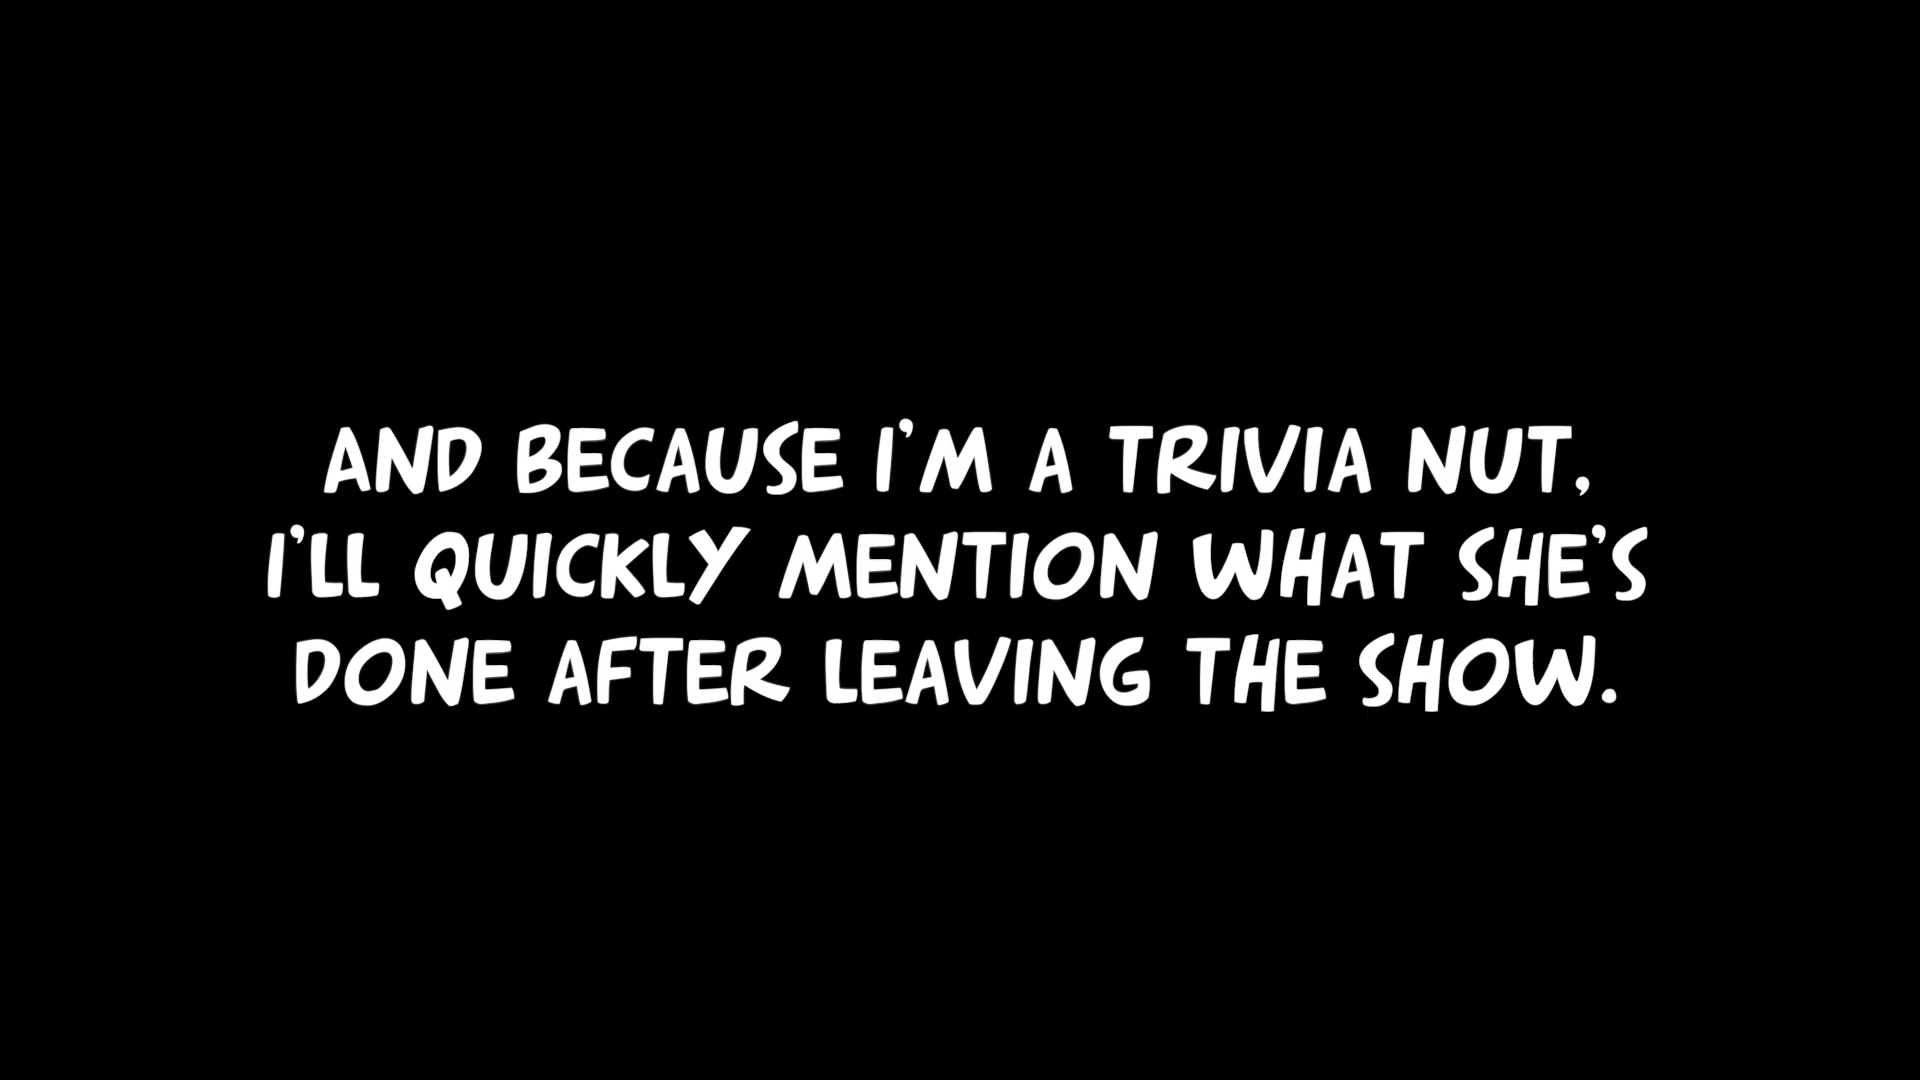 AND BECAUSE I'M A TRIVIA NUT,
I'LL QUICKLY MENTION WHAT SHE'S
DONE AFTER LEAVING THE SHOW.